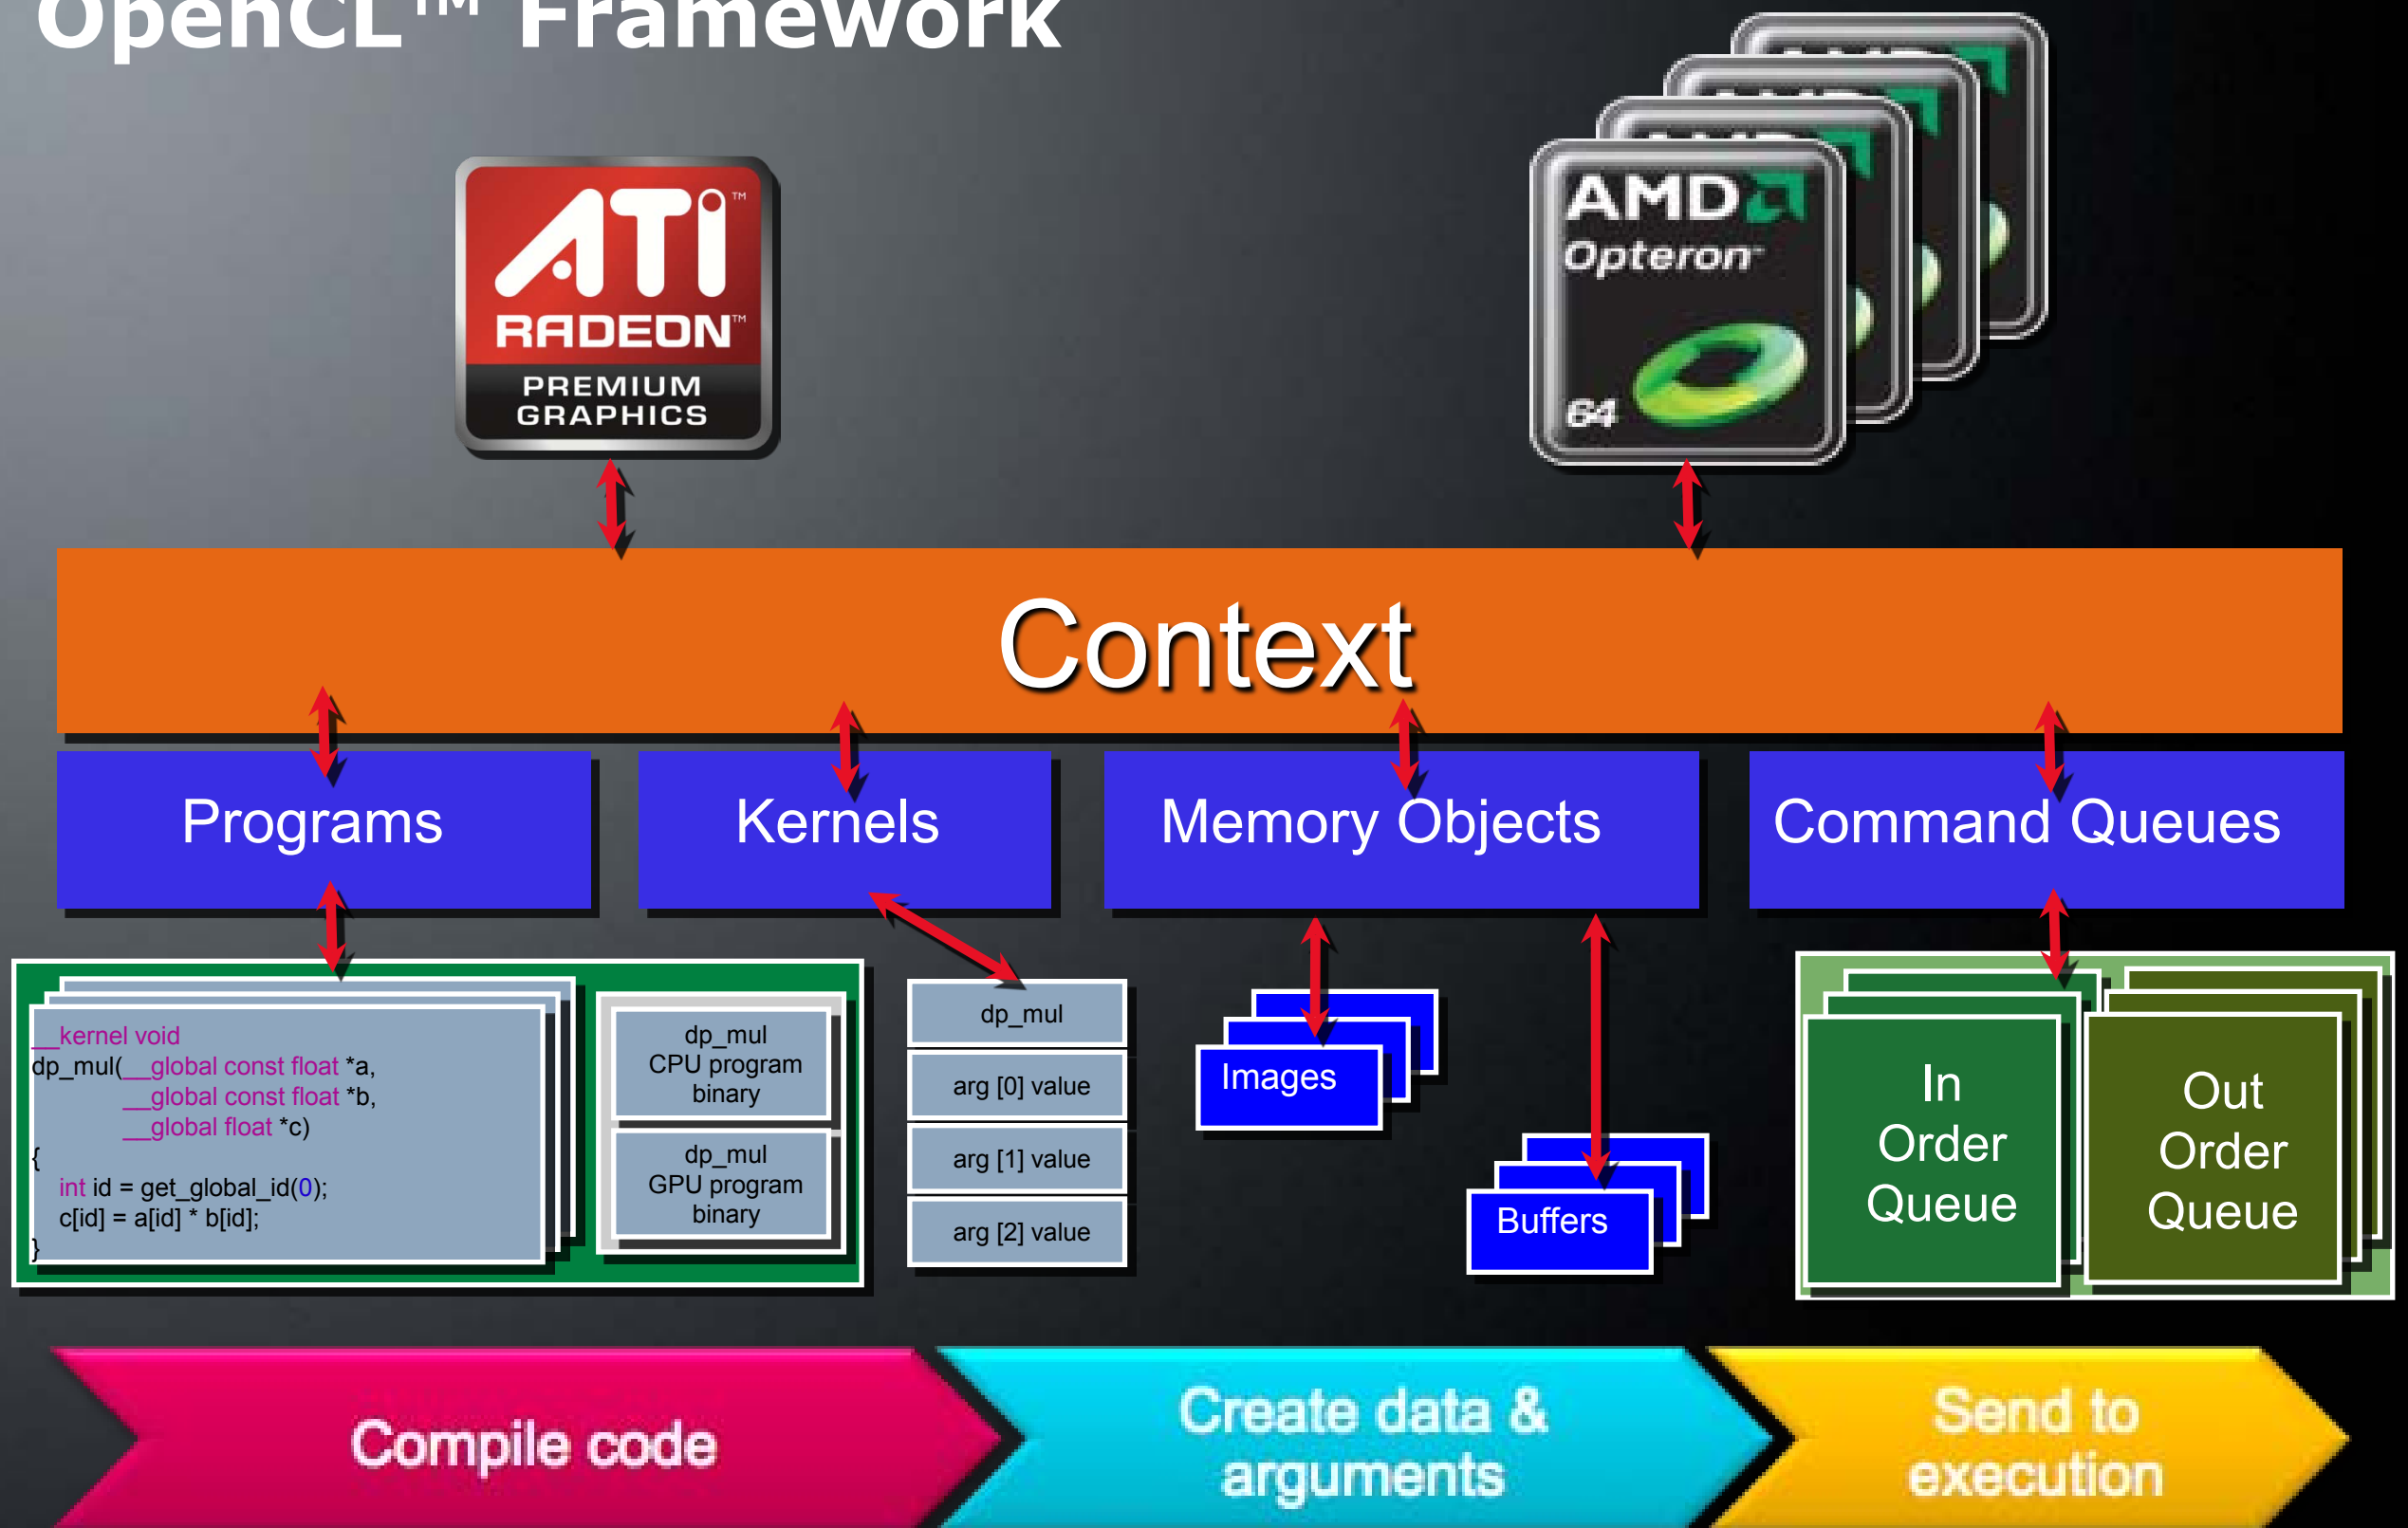 OpenCL™ Framework
ATI™
RADEON™
PREMIUM
GRAPHICS
AMD
Opteron
64
Context
Programs
Kernels
Memory Objects
Command Queues
__kernel void
dp_mul(__global const float *a,
__global const float *b,
__global float *c)
{
int id = get_global_id(0);
c[id] = a[id] * b[id];
}
dp_mul
CPU program
binary
dp_mul
GPU program
binary
dp_mul
arg [0] value
arg [1] value
arg [2] value
Images
Buffers
In
Order
Queue
Out
Order
Queue
Compile code
Create data &
arguments
Send to
execution